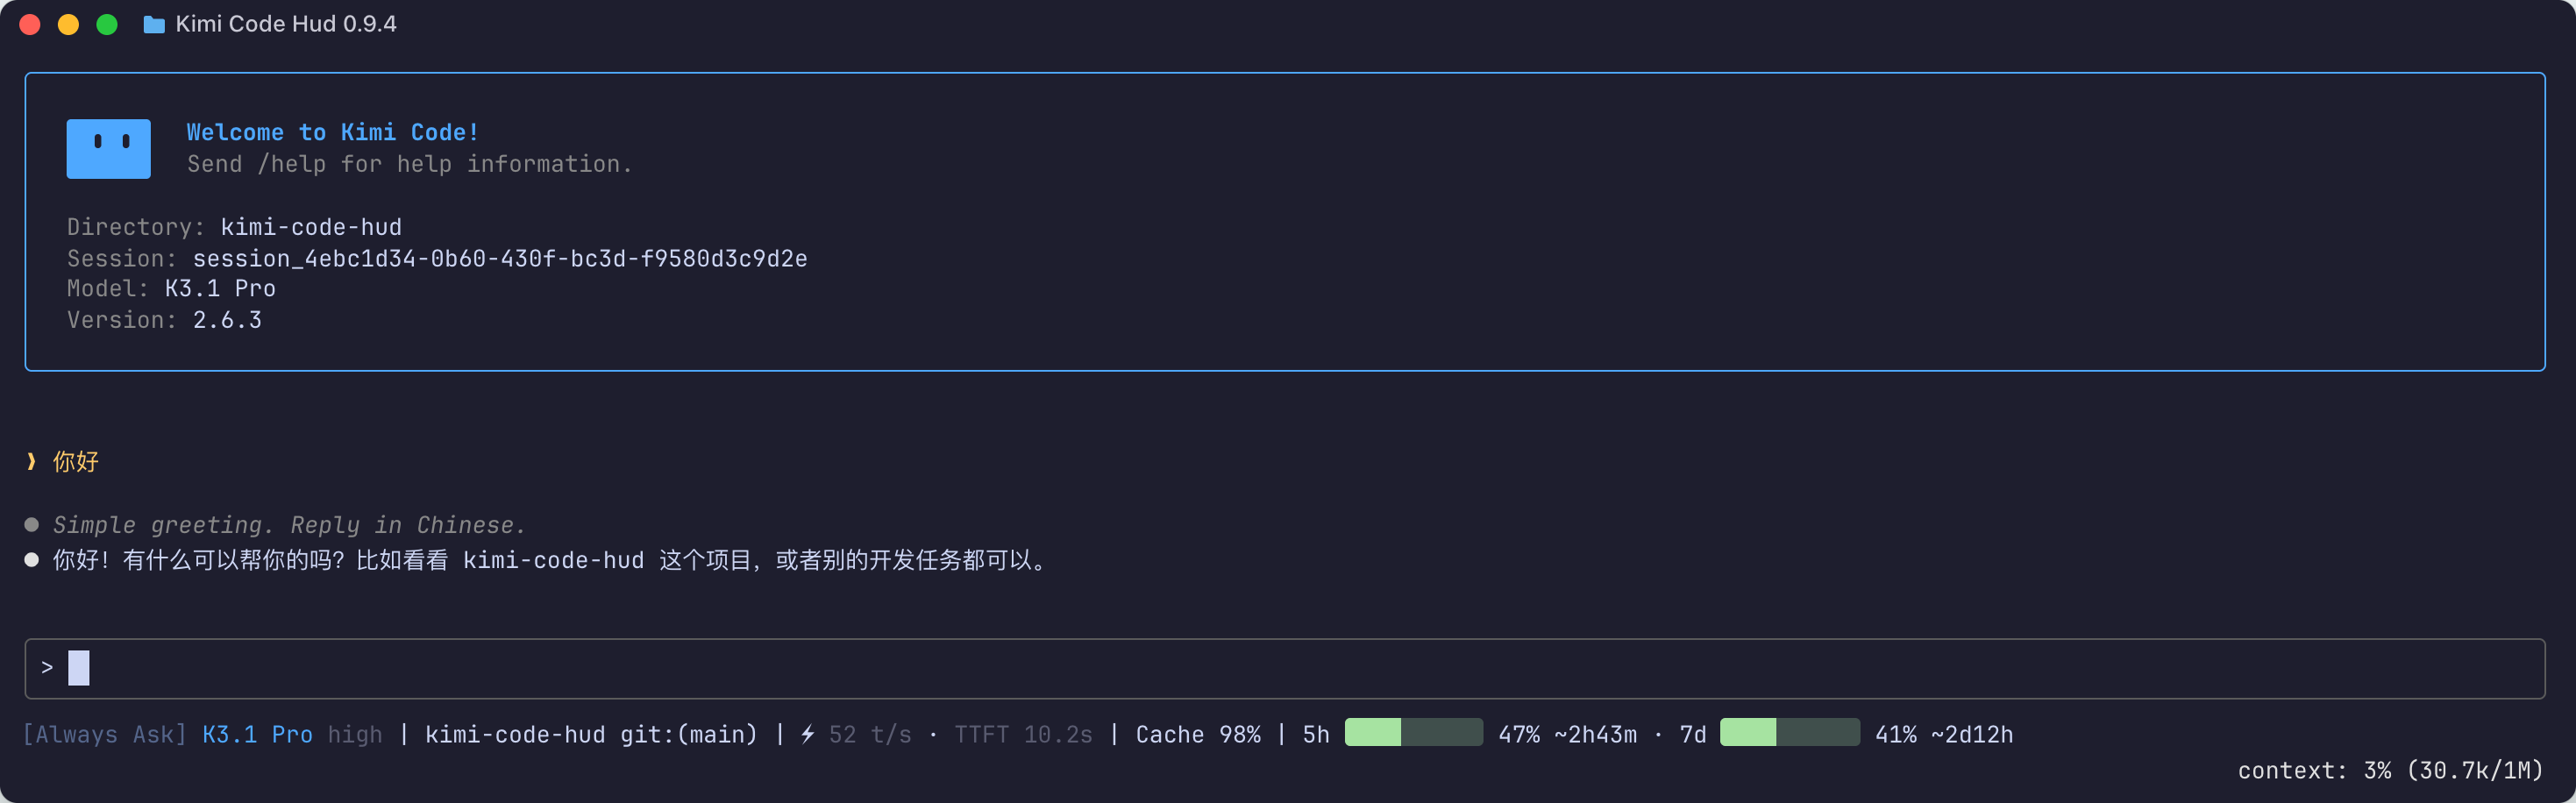 Kimi Code Hud 0.9.4
Welcome to Kimi Code!
Send /help for help information.
Directory: kimi-code-hud
Session: session_4ebc1d34-0b60-430f-bc3d-f9580d3c9d2e
Model: K3.1 Pro
Version: 2.6.3
❯ 你好
● Simple greeting. Reply in Chinese.
● 你好！有什么可以帮你的吗？比如看看 kimi-code-hud 这个项目，或者别的开发任务都可以。
>
[Always Ask] K3.1 Pro high | kimi-code-hud git:(main) | ⚡ 52 t/s · TTFT 10.2s | Cache 98% | 5h 47% ~2h43m · 7d 41% ~2d12h
context: 3% (30.7k/1M)